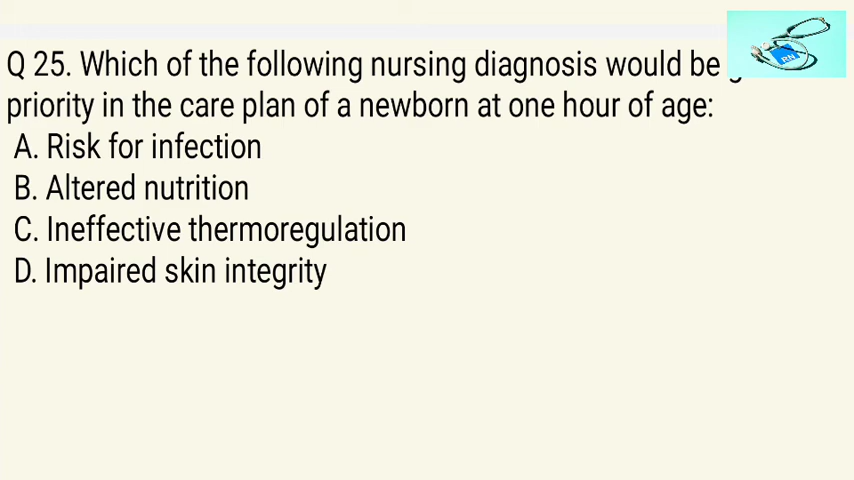 Q 25. Which of the following nursing diagnosis would be
priority in the care plan of a newborn at one hour of age:
A. Risk for infection
B. Altered nutrition
C. Ineffective thermoregulation
D. Impaired skin integrity
RN